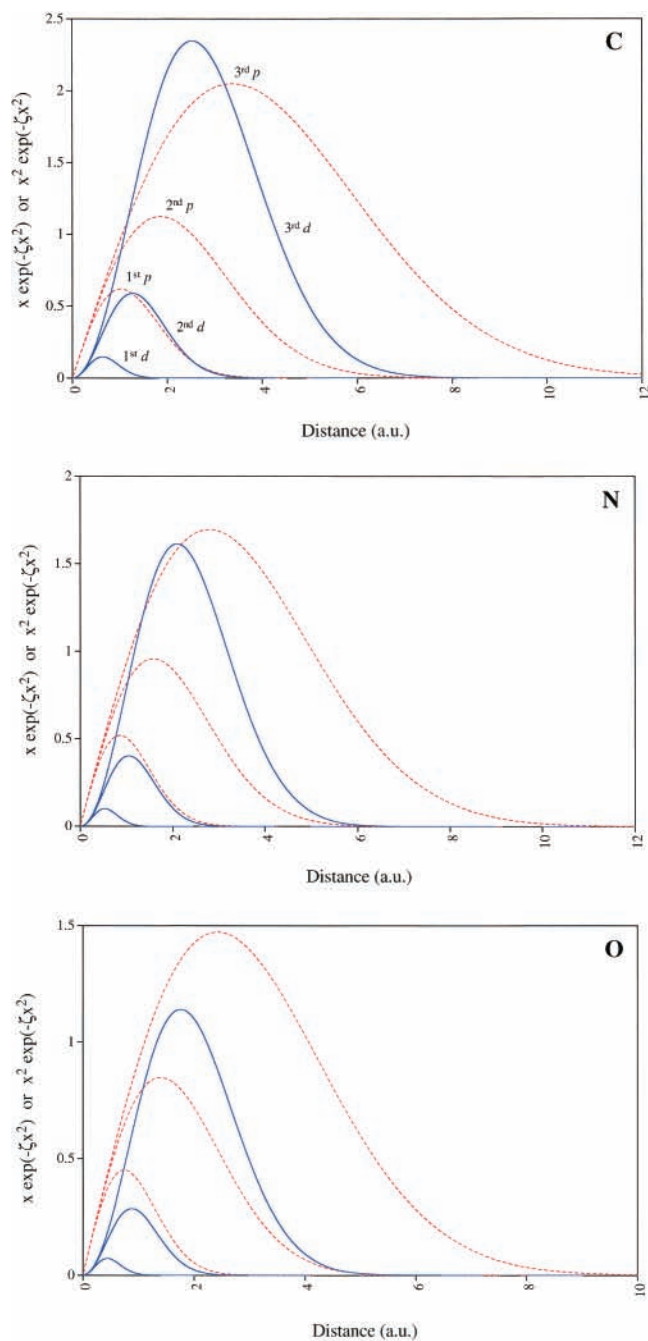 C
x exp(-ζx²) or x² exp(-ζx²)
2.5
2
1.5
1
0.5
0
3rd p
2nd p
3rd d
1st p
2nd d
1st d
0 2 4 6 8 10 12
Distance (a.u.)
N
x exp(-ζx²) or x² exp(-ζx²)
2
1.5
1
0.5
0
0 2 4 6 8 10 12
Distance (a.u.)
O
x exp(-ζx²) or x² exp(-ζx²)
1.5
1
0.5
0
0 2 4 6 8 10
Distance (a.u.)